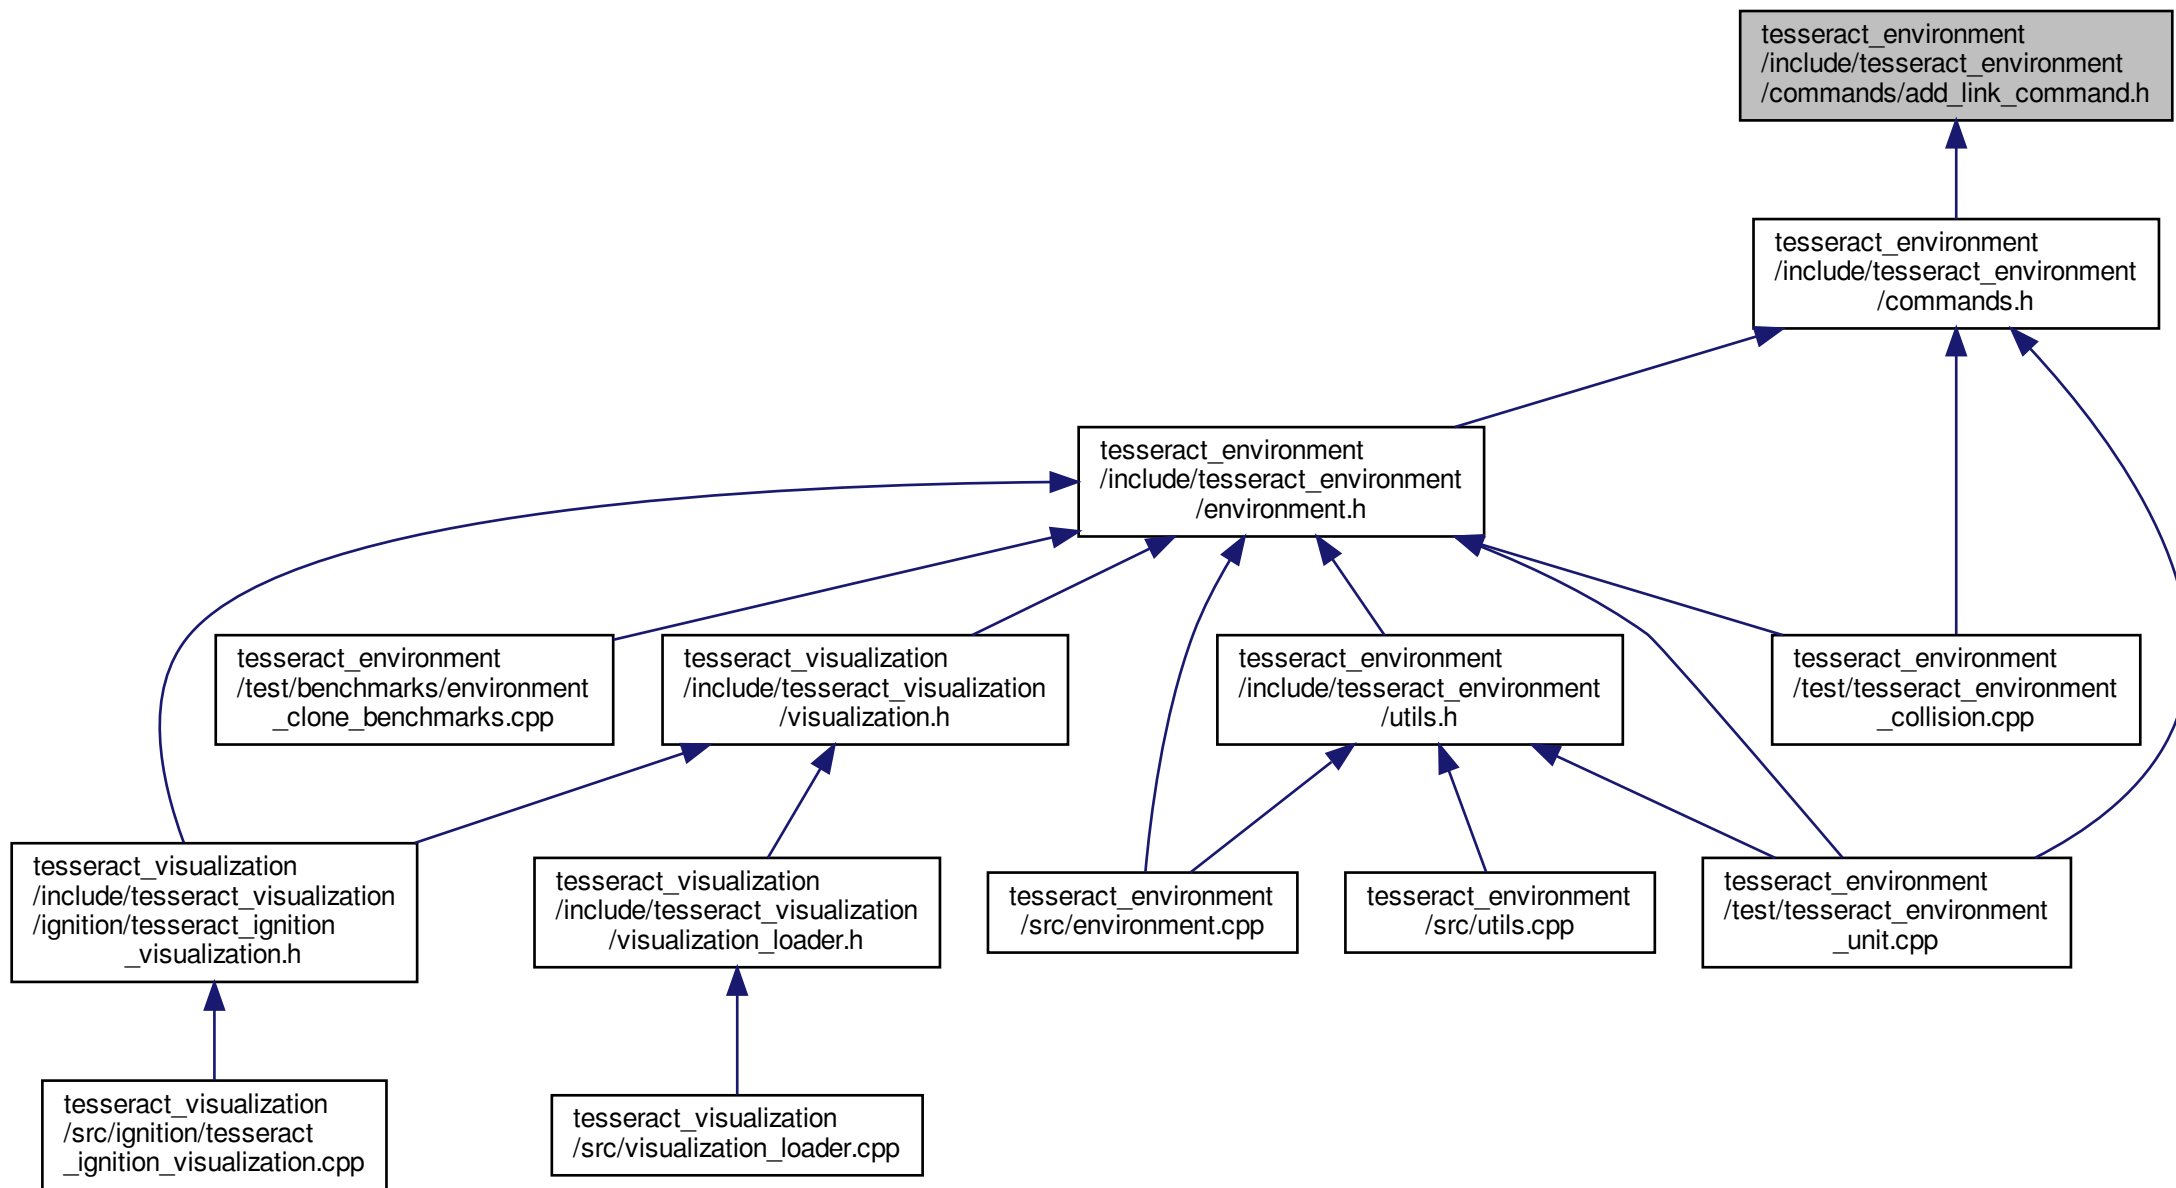 tesseract_environment
/include/tesseract_environment
/commands/add_link_command.h
tesseract_environment
/include/tesseract_environment
/commands.h
tesseract_environment
/include/tesseract_environment
/environment.h
tesseract_environment
/test/benchmarks/environment
_clone_benchmarks.cpp
tesseract_visualization
/include/tesseract_visualization
/visualization.h
tesseract_environment
/include/tesseract_environment
/utils.h
tesseract_environment
/test/tesseract_environment
_collision.cpp
tesseract_visualization
/include/tesseract_visualization
/ignition/tesseract_ignition
_visualization.h
tesseract_visualization
/include/tesseract_visualization
/visualization_loader.h
tesseract_environment
/src/environment.cpp
tesseract_environment
/src/utils.cpp
tesseract_environment
/test/tesseract_environment
_unit.cpp
tesseract_visualization
/src/ignition/tesseract
_ignition_visualization.cpp
tesseract_visualization
/src/visualization_loader.cpp